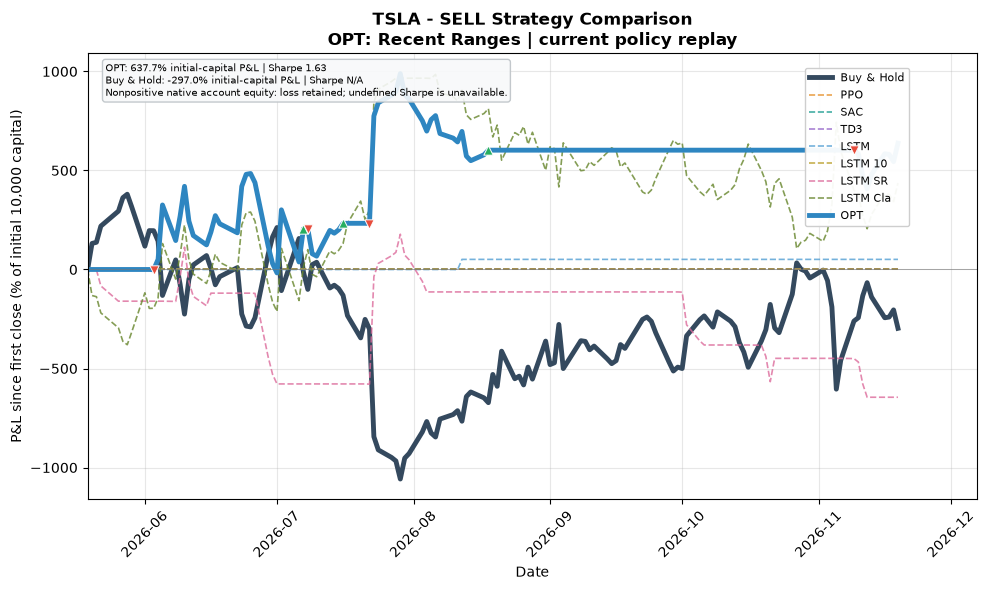 TSLA - SELL Strategy Comparison
OPT: Recent Ranges | current policy replay
OPT: 637.7% initial-capital P&L | Sharpe 1.63
Buy & Hold: -297.0% initial-capital P&L | Sharpe N/A
Nonpositive native account equity: loss retained; undefined Sharpe is unavailable.
Buy & Hold
PPO
SAC
TD3
LSTM
LSTM 10
LSTM SR
LSTM Cla
OPT
P&L since first close (% of initial 10,000 capital)
1000
500
0
−500
−1000
2026-06
2026-07
2026-08
2026-09
2026-10
2026-11
2026-12
Date